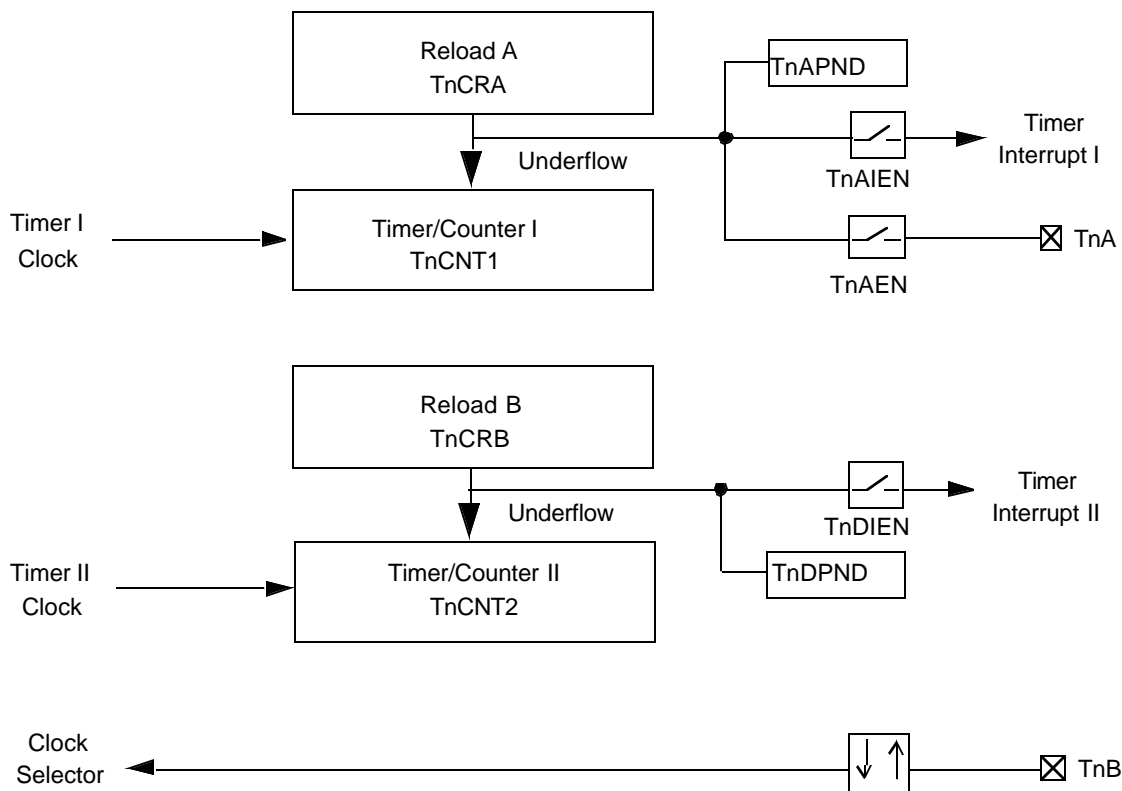 Reload A
TnCRA
TnAPND
Timer
Interrupt I
Underflow
TnAIEN
Timer I
Clock
Timer/Counter I
TnCNT1
TnA
TnAEN
Reload B
TnCRB
Timer
Interrupt II
Underflow
TnDIEN
Timer II
Clock
Timer/Counter II
TnCNT2
TnDPND
Clock
Selector
TnB